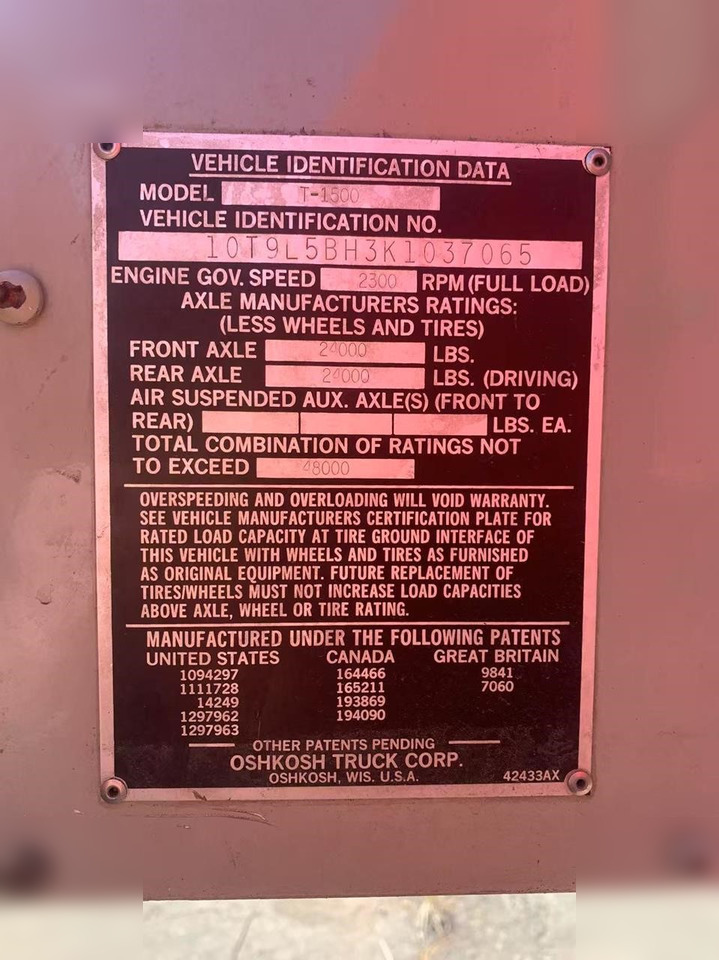 VEHICLE IDENTIFICATION DATA
MODEL T-1500
VEHICLE IDENTIFICATION NO.
10T9L5BH3K1037065
ENGINE GOV. SPEED 2300 RPM (FULL LOAD)
AXLE MANUFACTURERS RATINGS:
(LESS WHEELS AND TIRES)
FRONT AXLE 24000 LBS.
REAR AXLE 24000 LBS. (DRIVING)
AIR SUSPENDED AUX. AXLE(S) (FRONT TO
REAR) LBS. EA.
TOTAL COMBINATION OF RATINGS NOT
TO EXCEED 48000
OVERSPEEDING AND OVERLOADING WILL VOID WARRANTY.
SEE VEHICLE MANUFACTURERS CERTIFICATION PLATE FOR
RATED LOAD CAPACITY AT TIRE GROUND INTERFACE OF
THIS VEHICLE WITH WHEELS AND TIRES AS FURNISHED
AS ORIGINAL EQUIPMENT. FUTURE REPLACEMENT OF
TIRES/WHEELS MUST NOT INCREASE LOAD CAPACITIES
ABOVE AXLE, WHEEL OR TIRE RATING.
MANUFACTURED UNDER THE FOLLOWING PATENTS
UNITED STATES CANADA GREAT BRITAIN
1094297 164466 9841
1111728 165211 7060
14249 193869
1297962 194090
1297963
OTHER PATENTS PENDING
OSHKOSH TRUCK CORP.
OSHKOSH, WIS. U.S.A. 42433AX